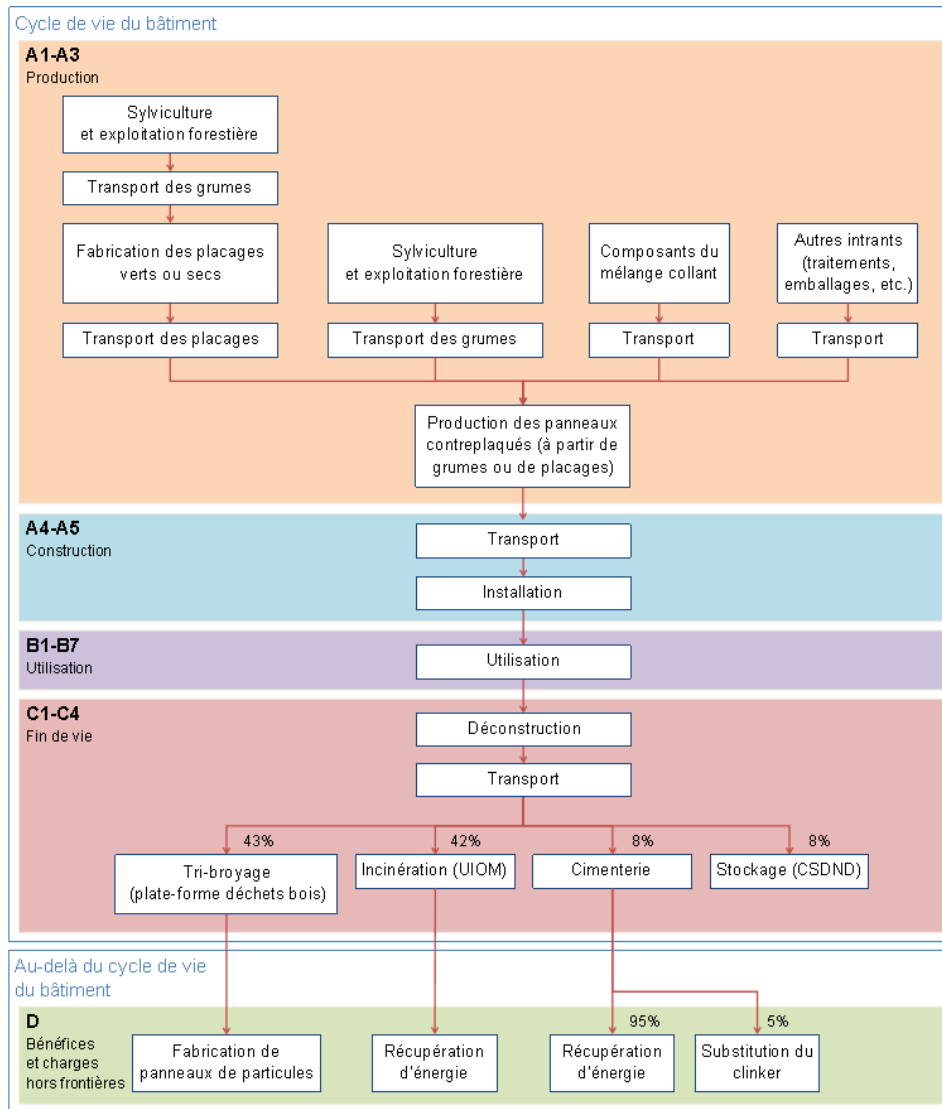 Cycle de vie du bâtiment
A1-A3
Production
Sylviculture
et exploitation forestière
Transport des grumes
Fabrication des placages
verts ou secs
Transport des placages
Sylviculture
et exploitation forestière
Transport des grumes
Composants du
mélange collant
Transport
Autres intrants
(traitements,
emballages, etc.)
Transport
Production des panneaux
contreplaqués (à partir de
grumes ou de placages)
A4-A5
Construction
Transport
Installation
B1-B7
Utilisation
Utilisation
C1-C4
Fin de vie
Déconstruction
Transport
43%
42%
8%
8%
Tri-broyage
(plate-forme déchets bois)
Incinération (UIOM)
Cimenterie
Stockage (CSDND)
Au-delà du cycle de vie
du bâtiment
D
Bénéfices
et charges
hors frontières
95%
5%
Fabrication de
panneaux de particules
Récupération
d'énergie
Récupération
d'énergie
Substitution du
clinker